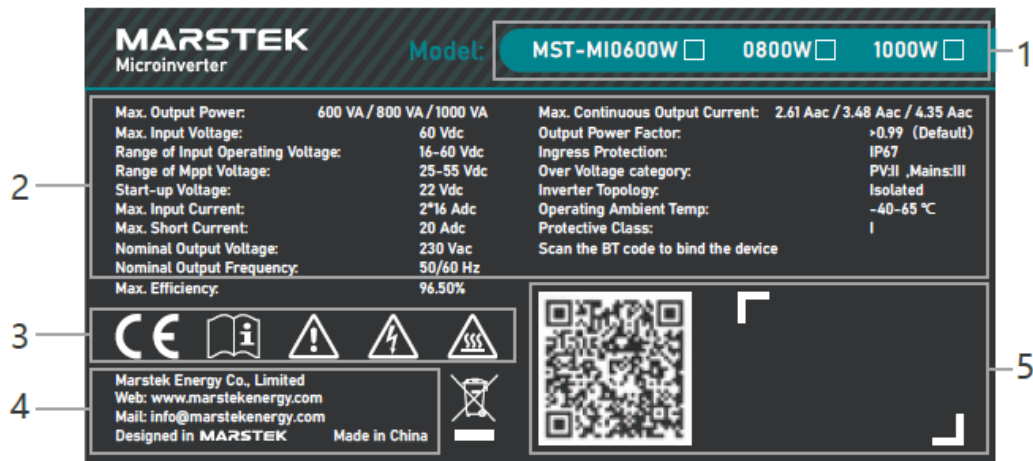 MARSTEK
Microinverter
Model: MST-MI0600W 0800W 1000W
1
Max. Output Power: 600 VA / 800 VA / 1000 VA
Max. Input Voltage: 60 Vdc
Range of Input Operating Voltage: 16-60 Vdc
Range of Mppt Voltage: 25-55 Vdc
Start-up Voltage: 22 Vdc
Max. Input Current: 2*16 Adc
Max. Short Current: 20 Adc
Nominal Output Voltage: 230 Vac
Nominal Output Frequency: 50/60 Hz
Max. Efficiency: 96.50%
2
Max. Continuous Output Current: 2.61 Aac / 3.48 Aac / 4.35 Aac
Output Power Factor: >0.99 (Default)
Ingress Protection: IP67
Over Voltage category: PV:II ,Mains:III
Inverter Topology: Isolated
Operating Ambient Temp: -40-65 ℃
Protective Class: I
Scan the BT code to bind the device
3
CE
i
!
4
Marstek Energy Co., Limited
Web: www.marstekenergy.com
Mail: info@marstekenergy.com
Designed in MARSTEK Made in China
5